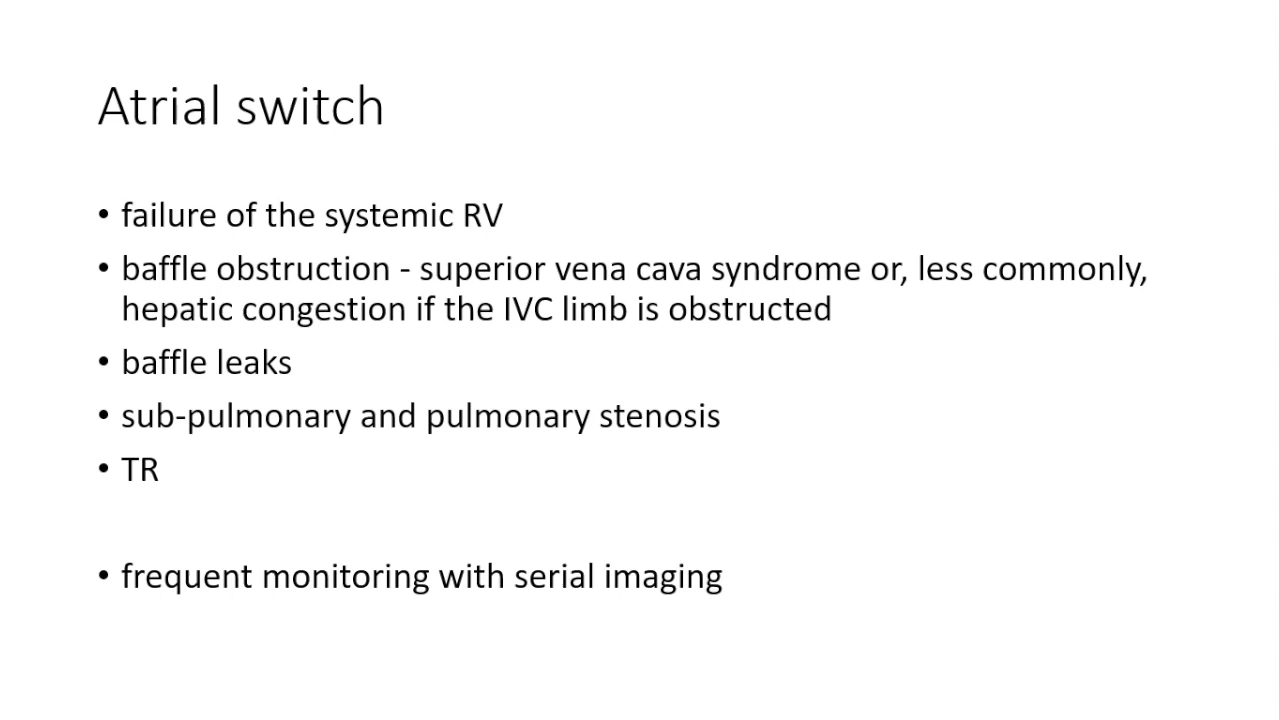 Atrial switch
• failure of the systemic RV
• baffle obstruction - superior vena cava syndrome or, less commonly,
hepatic congestion if the IVC limb is obstructed
• baffle leaks
• sub-pulmonary and pulmonary stenosis
• TR
• frequent monitoring with serial imaging